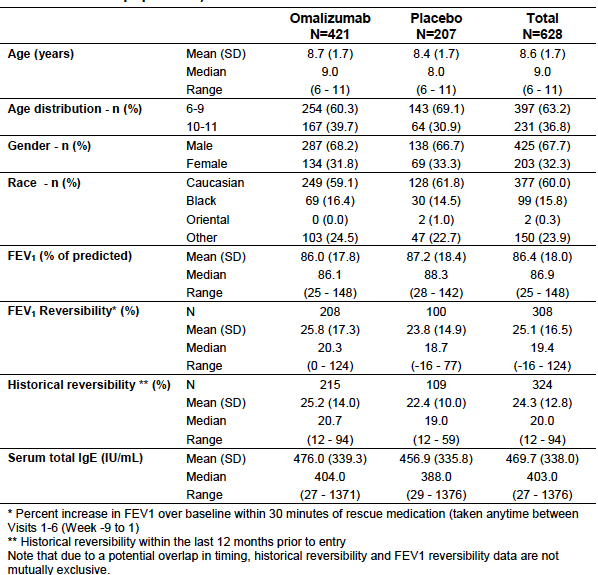 Omalizumab Placebo Total
N=421 N=207 N=628
Age (years) Mean (SD) 8.7 (1.7) 8.4 (1.7) 8.6 (1.7)
Median 9.0 8.0 9.0
Range (6 - 11) (6 - 11) (6 - 11)
Age distribution - n (%) 6-9 254 (60.3) 143 (69.1) 397 (63.2)
10-11 167 (39.7) 64 (30.9) 231 (36.8)
Gender - n (%) Male 287 (68.2) 138 (66.7) 425 (67.7)
Female 134 (31.8) 69 (33.3) 203 (32.3)
Race - n (%) Caucasian 249 (59.1) 128 (61.8) 377 (60.0)
Black 69 (16.4) 30 (14.5) 99 (15.8)
Oriental 0 (0.0) 2 (1.0) 2 (0.3)
Other 103 (24.5) 47 (22.7) 150 (23.9)
FEV₁ (% of predicted) Mean (SD) 86.0 (17.8) 87.2 (18.4) 86.4 (18.0)
Median 86.1 88.3 86.9
Range (25 - 148) (28 - 142) (25 - 148)
FEV₁ Reversibility* (%) N 208 100 308
Mean (SD) 25.8 (17.3) 23.8 (14.9) 25.1 (16.5)
Median 20.3 18.7 19.4
Range (0 - 124) (-16 - 77) (-16 - 124)
Historical reversibility ** (%) N 215 109 324
Mean (SD) 25.2 (14.0) 22.4 (10.0) 24.3 (12.8)
Median 20.7 19.0 20.0
Range (12 - 94) (12 - 59) (12 - 94)
Serum total IgE (IU/mL) Mean (SD) 476.0 (339.3) 456.9 (335.8) 469.7 (338.0)
Median 404.0 388.0 403.0
Range (27 - 1371) (29 - 1376) (27 - 1376)
* Percent increase in FEV1 over baseline within 30 minutes of rescue medication (taken anytime between
Visits 1-6 (Week -9 to 1)
** Historical reversibility within the last 12 months prior to entry
Note that due to a potential overlap in timing, historical reversibility and FEV1 reversibility data are not
mutually exclusive.